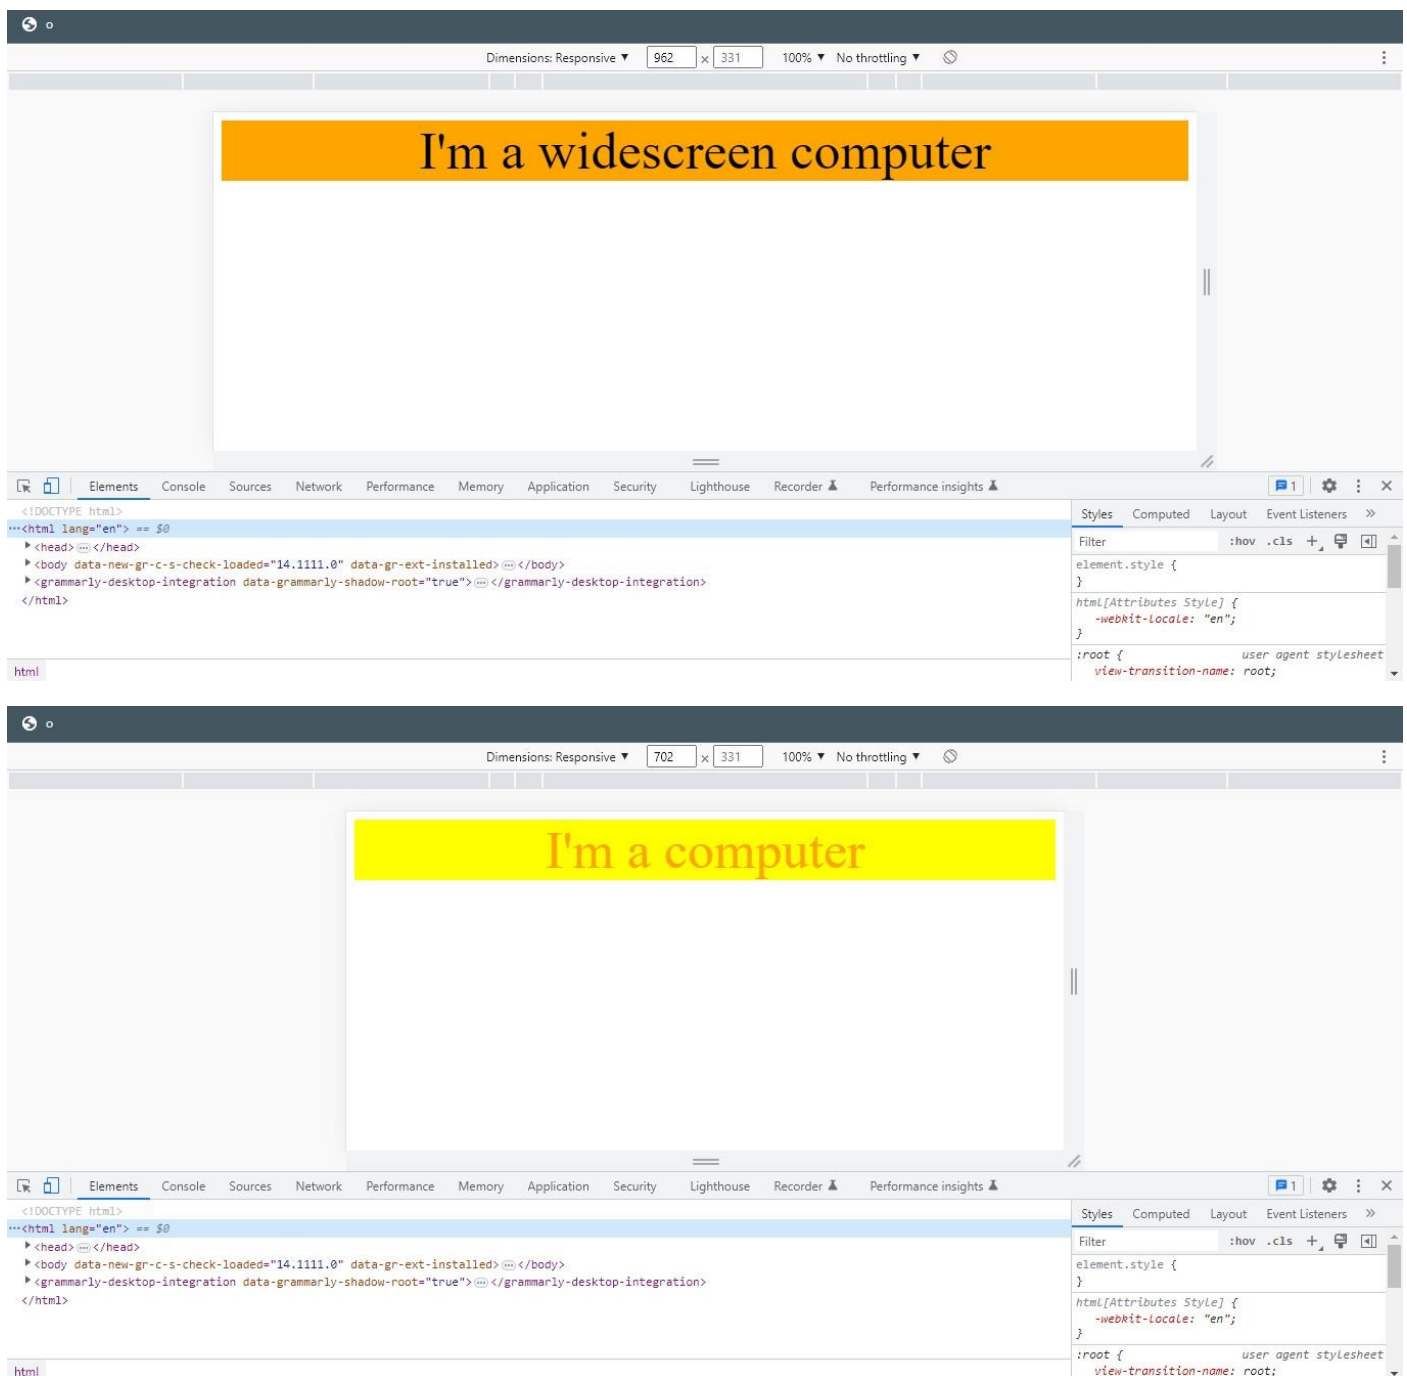 o
Dimensions: Responsive ▼ 962 × 331 100% ▼ No throttling ▼
I'm a widescreen computer
Elements Console Sources Network Performance Memory Application Security Lighthouse Recorder Performance insights 1
<!DOCTYPE html>
···<html lang="en"> == $0
<head>…</head>
<body data-new-gr-c-s-check-loaded="14.1111.0" data-gr-ext-installed>…</body>
<grammarly-desktop-integration data-grammarly-shadow-root="true">…</grammarly-desktop-integration>
</html>
html
Styles Computed Layout Event Listeners »
Filter :hov .cls +
element.style {
}
html[Attributes Style] {
-webkit-locale: "en";
}
:root { user agent stylesheet
view-transition-name: root;
o
Dimensions: Responsive ▼ 702 × 331 100% ▼ No throttling ▼
I'm a computer
Elements Console Sources Network Performance Memory Application Security Lighthouse Recorder Performance insights 1
<!DOCTYPE html>
···<html lang="en"> == $0
<head>…</head>
<body data-new-gr-c-s-check-loaded="14.1111.0" data-gr-ext-installed>…</body>
<grammarly-desktop-integration data-grammarly-shadow-root="true">…</grammarly-desktop-integration>
</html>
html
Styles Computed Layout Event Listeners »
Filter :hov .cls +
element.style {
}
html[Attributes Style] {
-webkit-locale: "en";
}
:root { user agent stylesheet
view-transition-name: root;